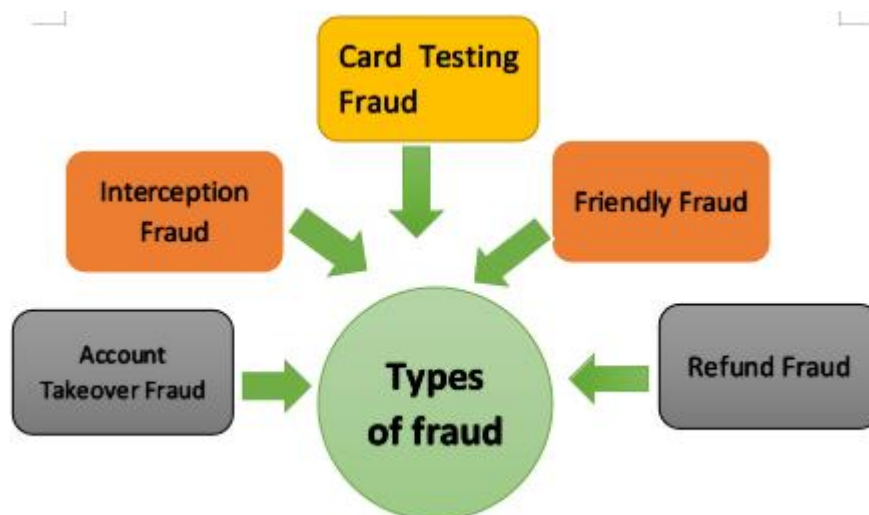 Card Testing
Fraud
Interception
Fraud
Friendly Fraud
Account
Takeover Fraud
Refund Fraud
Types
of fraud